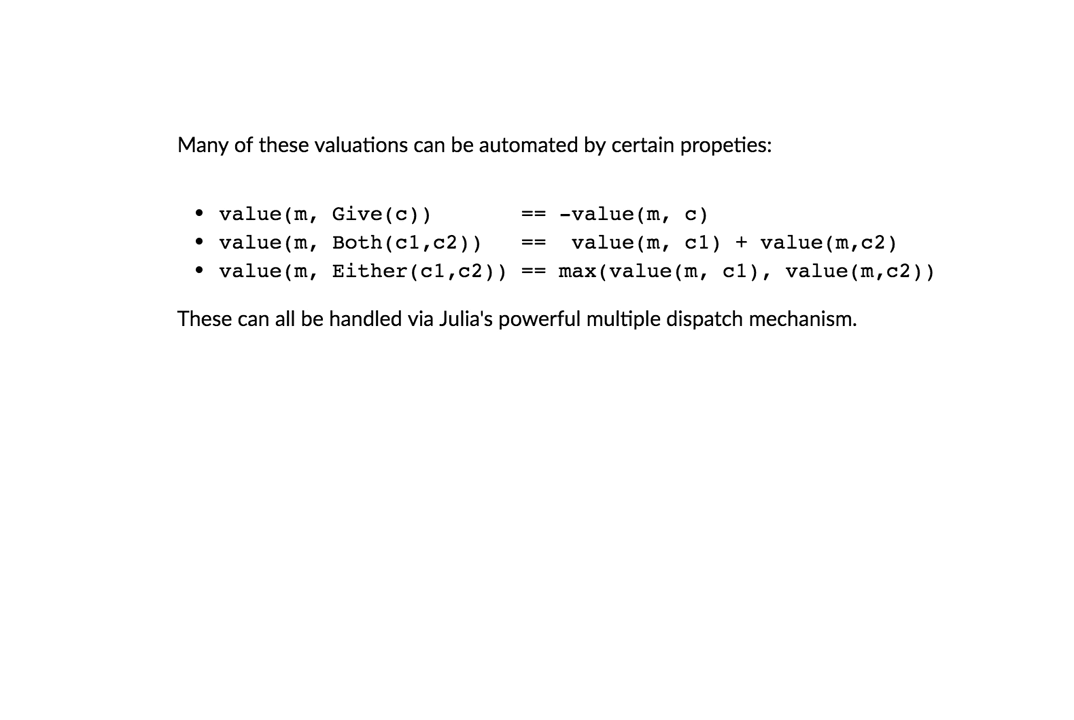 Many of these valuations can be automated by certain propeties:
• value(m, Give(c))       == -value(m, c)
• value(m, Both(c1,c2))   ==  value(m, c1) + value(m,c2)
• value(m, Either(c1,c2)) == max(value(m, c1), value(m,c2))
These can all be handled via Julia's powerful multiple dispatch mechanism.